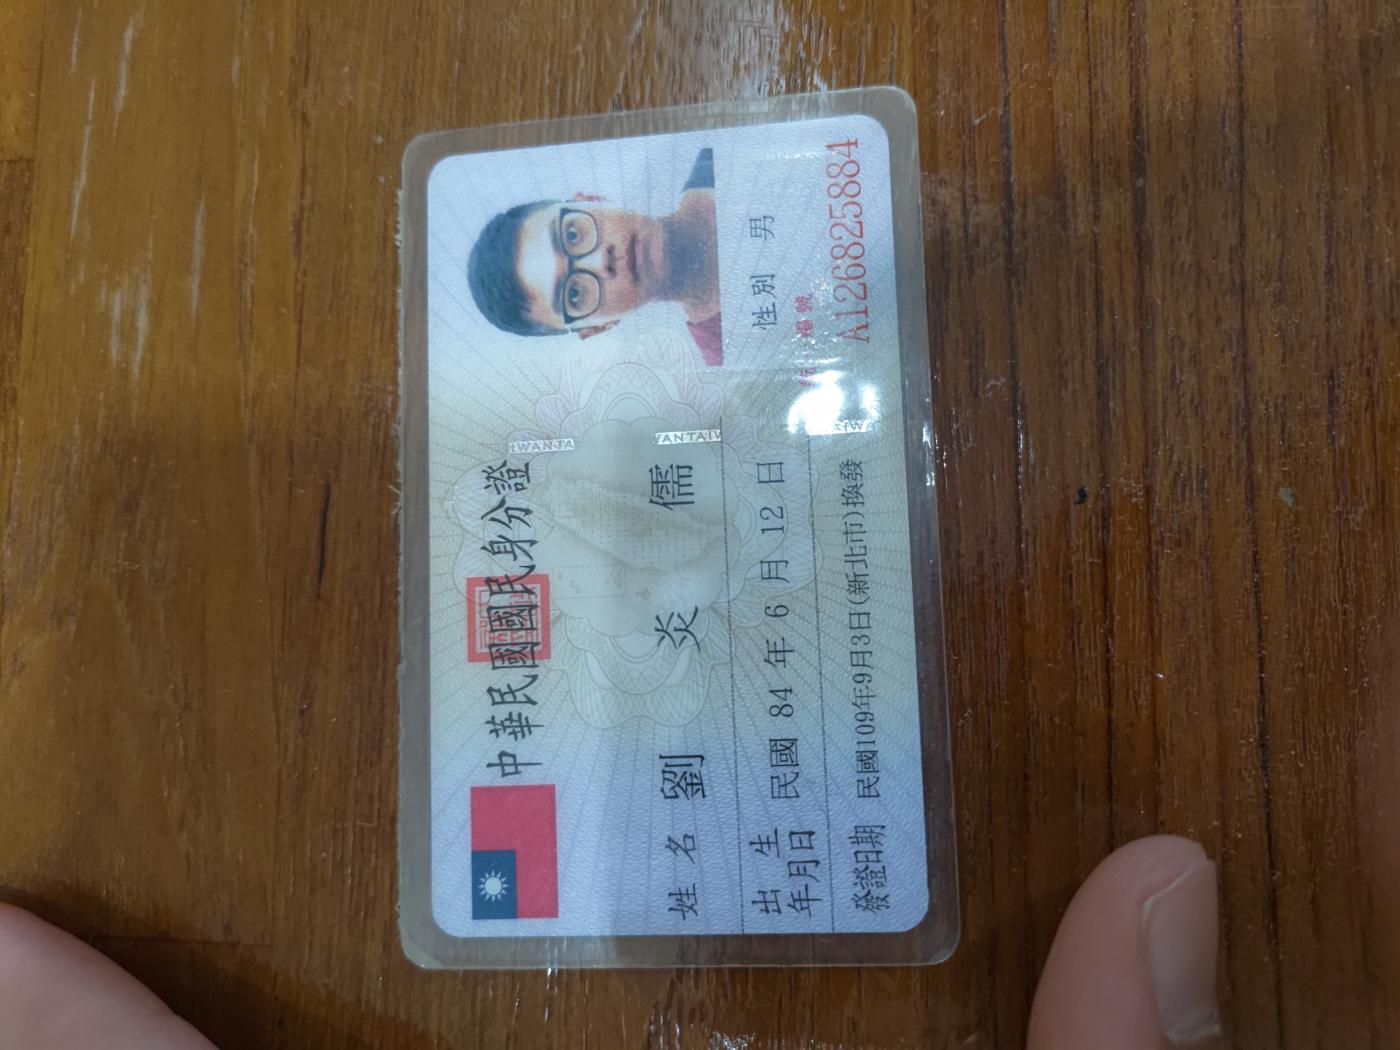 中華民國國民身分證
姓名 劉炎儒
出生年月日 民國 84 年 6 月 12 日
性別 男
發證日期 民國109年9月3日(新北市)換發
A126825884
WANTA
VANTAIW